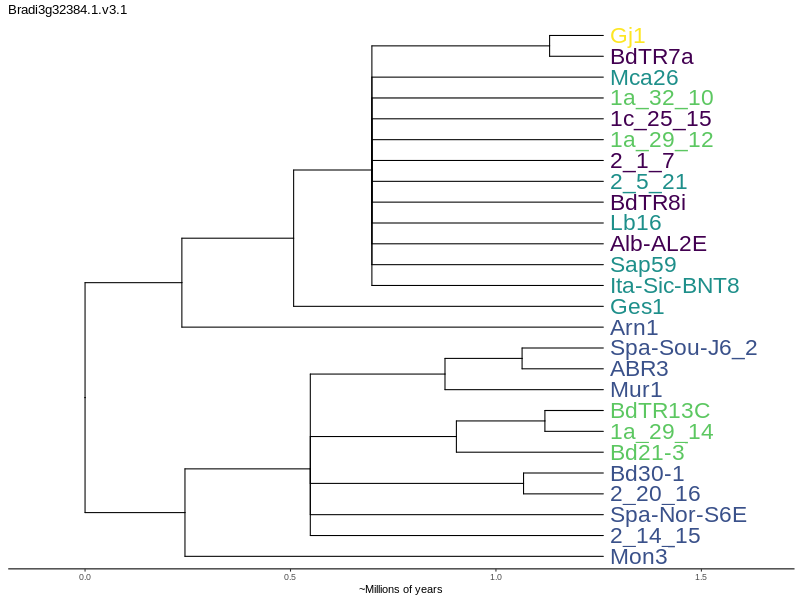 Bradi3g32384.1.v3.1
Gj1
BdTR7a
Mca26
1a_32_10
1c_25_15
1a_29_12
2_1_7
2_5_21
BdTR8i
Lb16
Alb-AL2E
Sap59
Ita-Sic-BNT8
Ges1
Arn1
Spa-Sou-J6_2
ABR3
Mur1
BdTR13C
1a_29_14
Bd21-3
Bd30-1
2_20_16
Spa-Nor-S6E
2_14_15
Mon3
0.0 0.5 1.0 1.5
~Millions of years